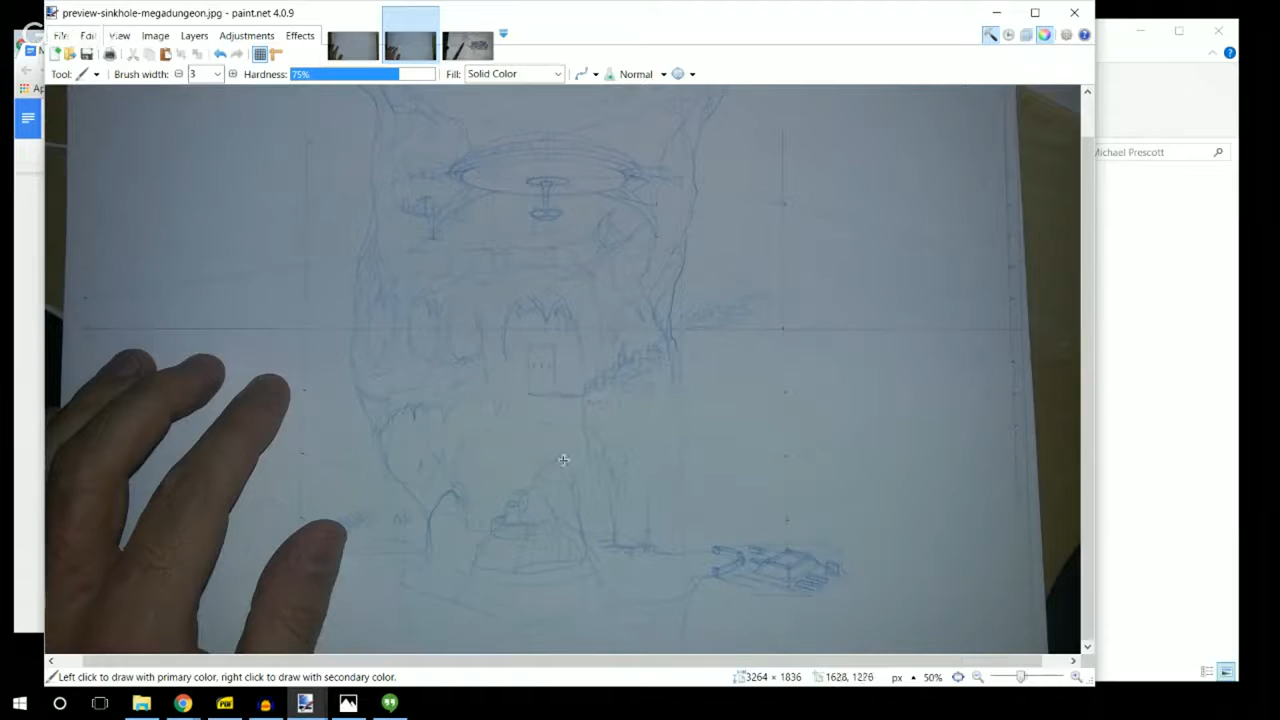 preview-sinkhole-megadungeon.jpg - paint.net 4.0.9
File Edit View Image Layers Adjustments Effects
Tool: Brush width: 3 Hardness: 75% Fill: Solid Color Normal
Michael Prescott
Left click to draw with primary color, right click to draw with secondary color.
3264 × 1836 1628, 1276 px 50%
PDF